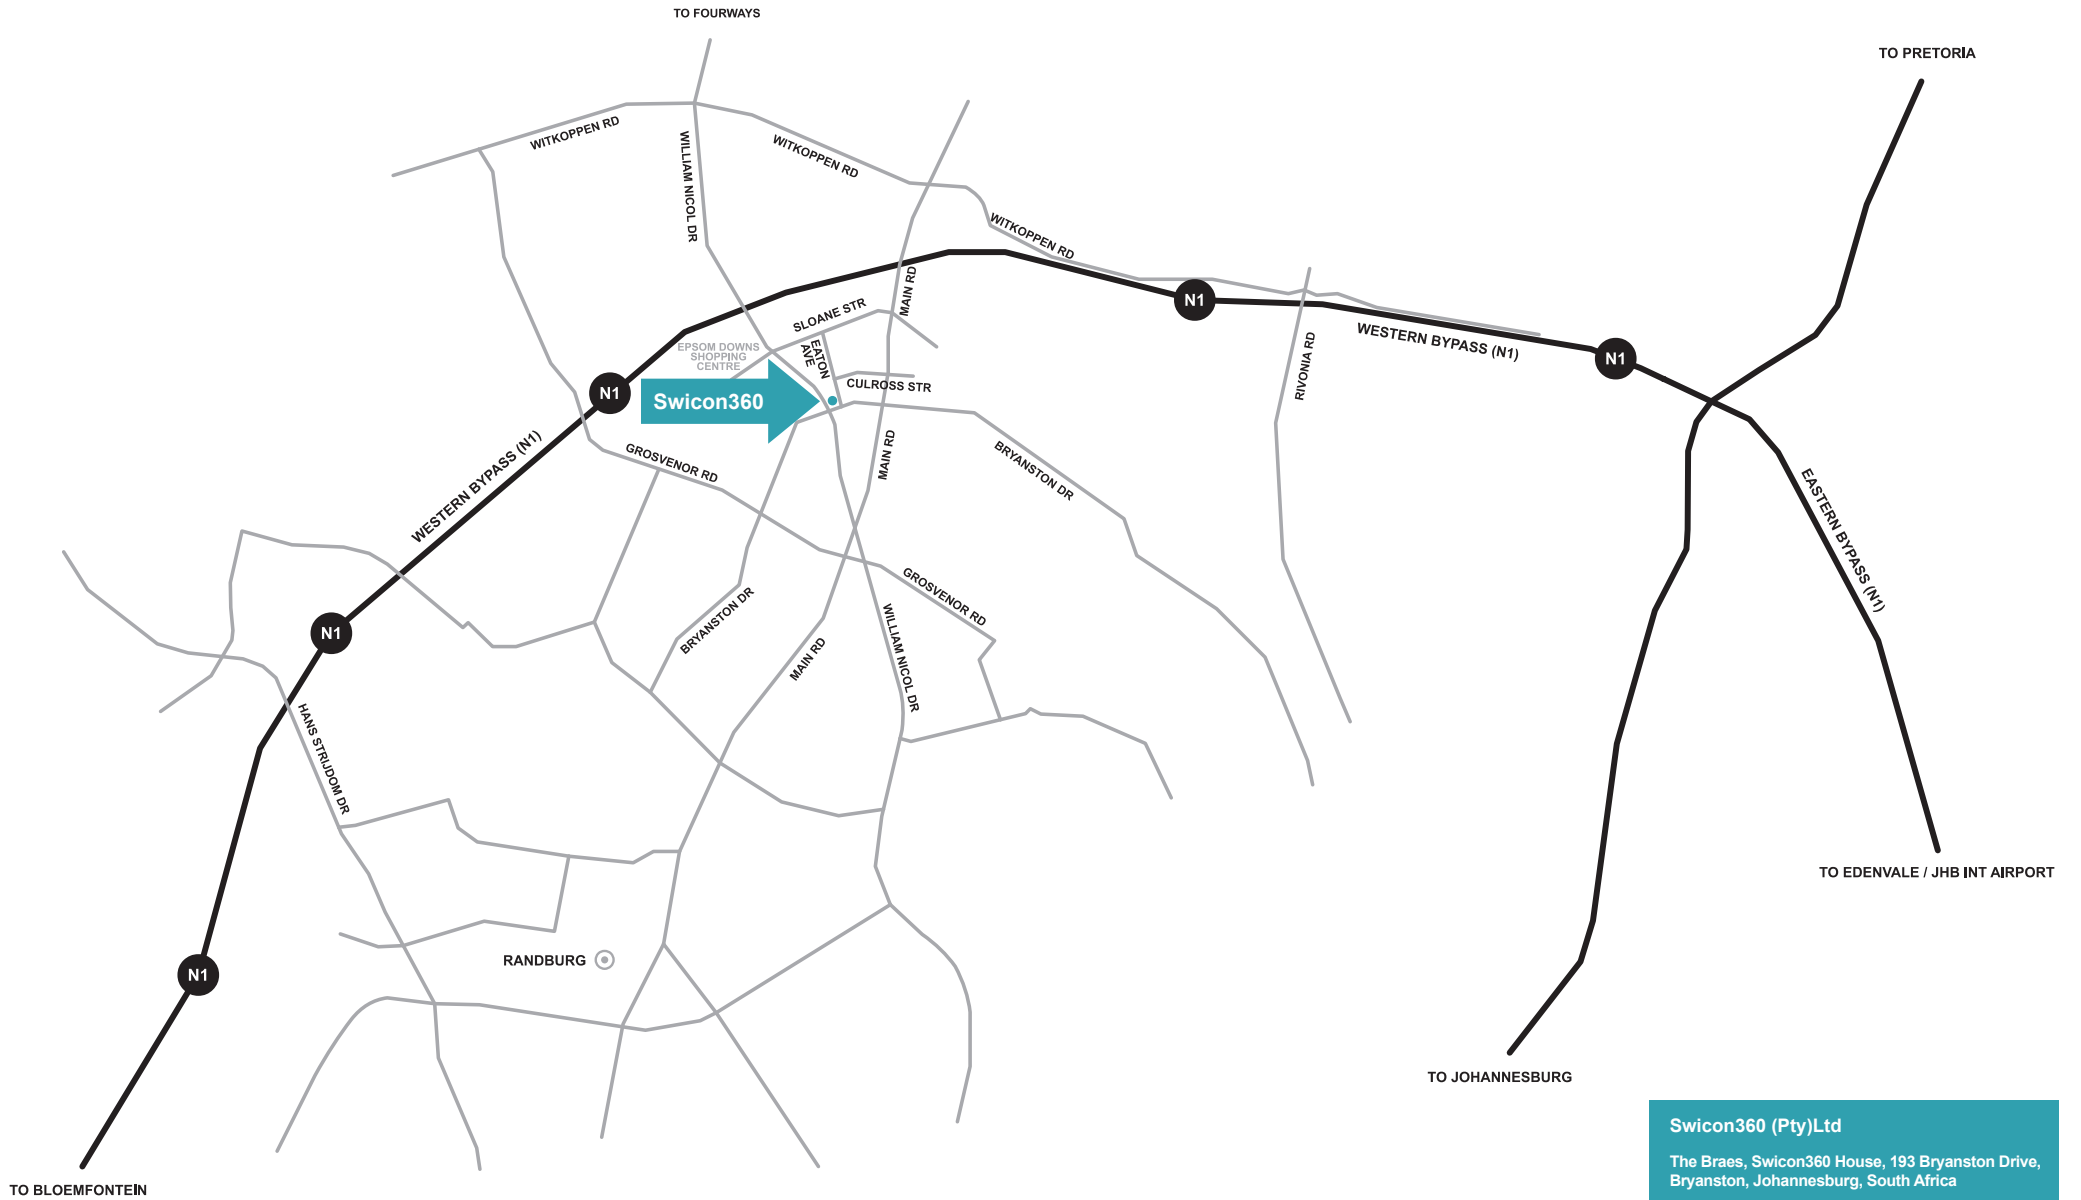 TO FOURWAYS
TO PRETORIA
WITKOPPEN RD
WILLIAM NICOL DR
WITKOPPEN RD
WITKOPPEN RD
MAIN RD
N1
SLOANE STR
WESTERN BYPASS (N1)
N1
RIVONIA RD
EPSOM DOWNS
SHOPPING
CENTRE
EATON
AVE
CULROSS STR
N1
Swicon360
MAIN RD
BRYANSTON DR
GROSVENOR RD
WESTERN BYPASS (N1)
EASTERN BYPASS (N1)
GROSVENOR RD
BRYANSTON DR
N1
MAIN RD
WILLIAM NICOL DR
HANS STRIJDOM DR
TO EDENVALE / JHB INT AIRPORT
RANDBURG
N1
TO JOHANNESBURG
Swicon360 (Pty)Ltd
The Braes, Swicon360 House, 193 Bryanston Drive,
Bryanston, Johannesburg, South Africa
TO BLOEMFONTEIN